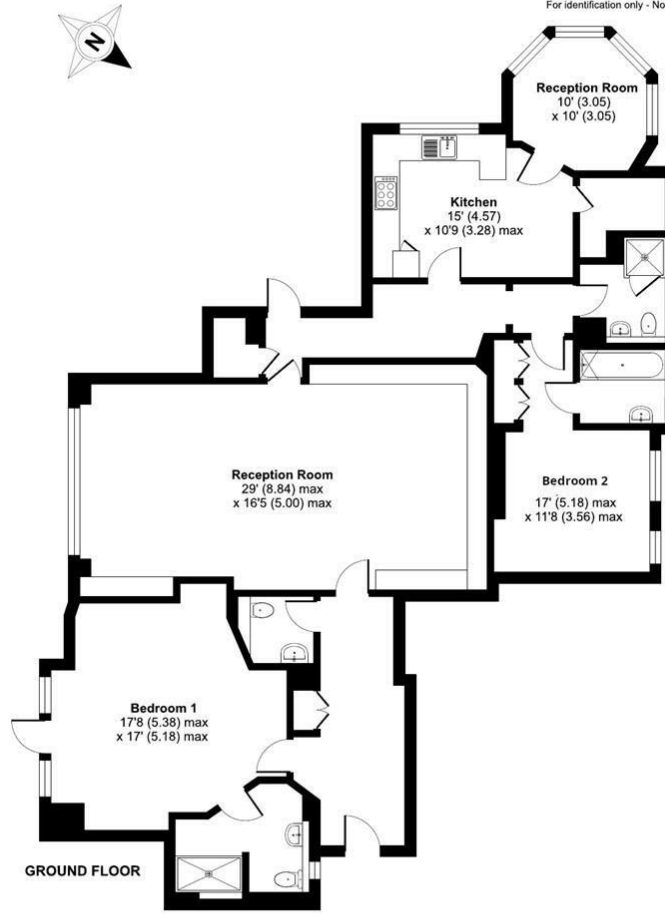 For identification only - No
N
Reception Room
10' (3.05)
x 10' (3.05)
Kitchen
15' (4.57)
x 10'9 (3.28) max
Reception Room
29' (8.84) max
x 16'5 (5.00) max
Bedroom 2
17' (5.18) max
x 11'8 (3.56) max
Bedroom 1
17'8 (5.38) max
x 17' (5.18) max
GROUND FLOOR